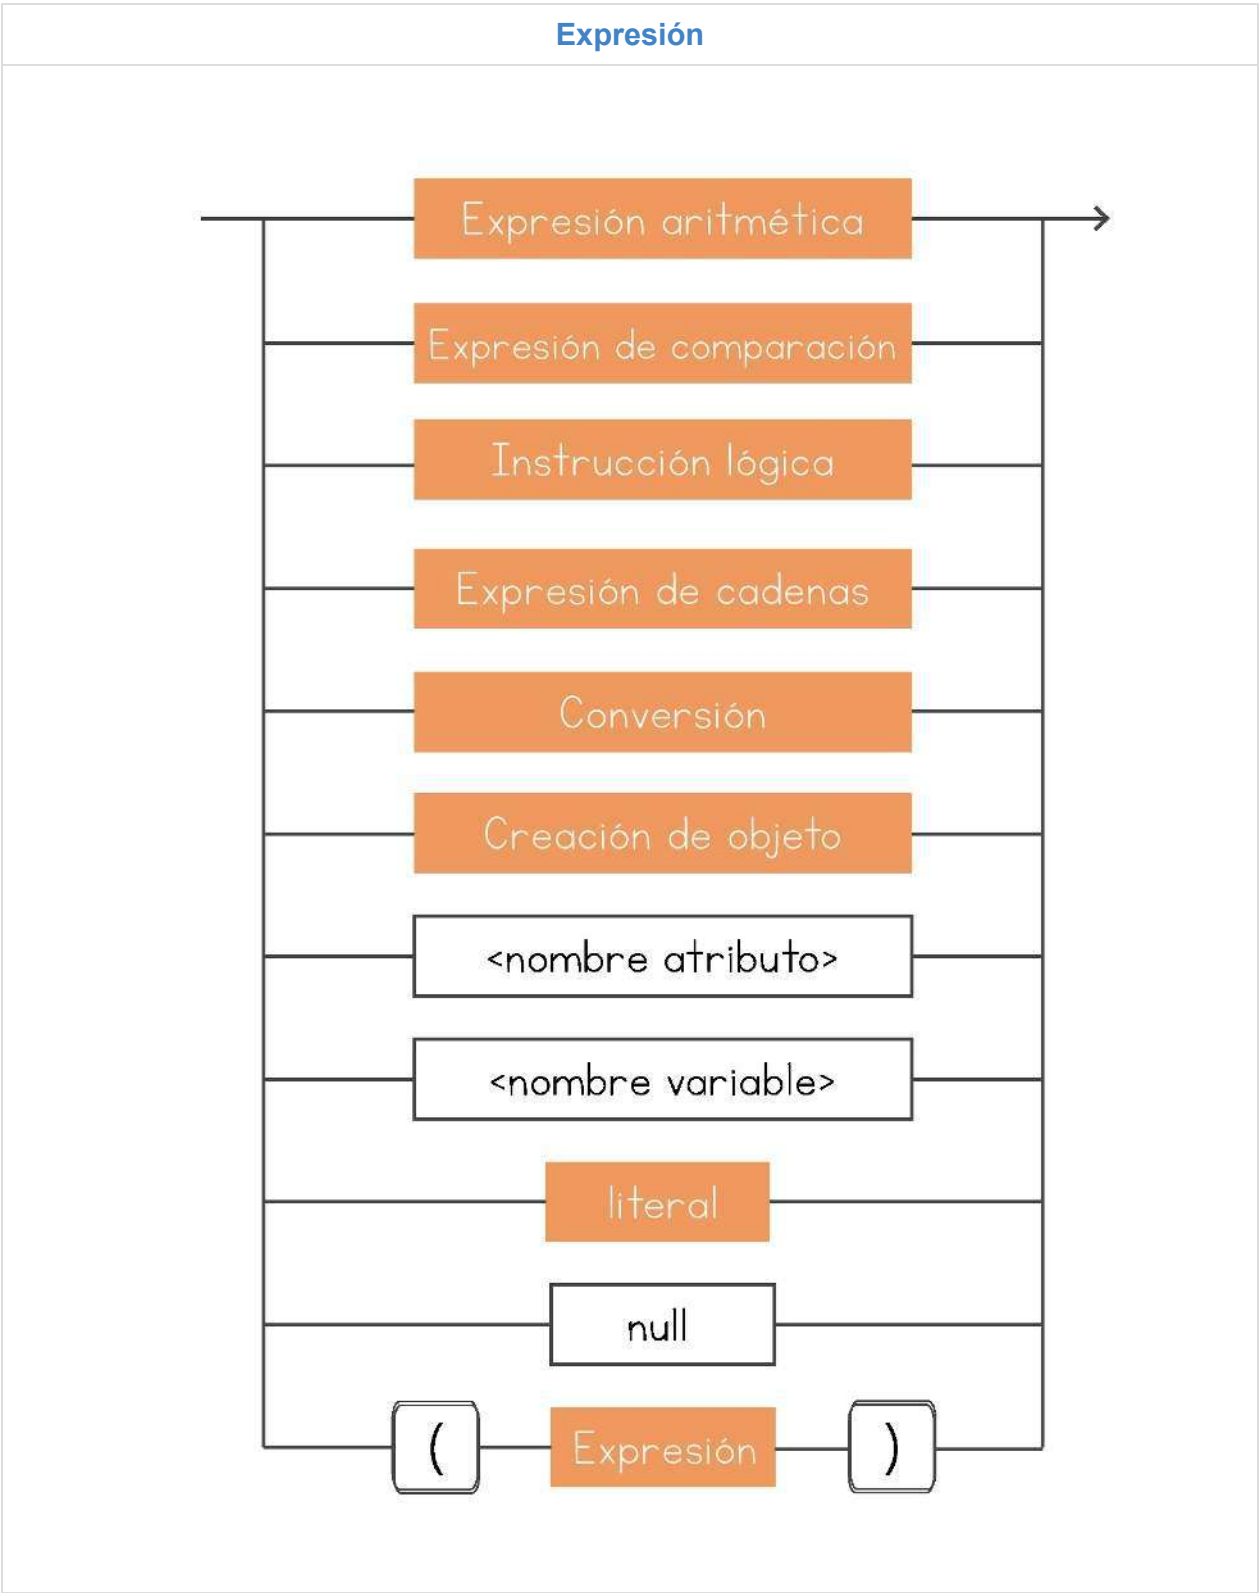 Expresión
Expresión aritmética
Expresión de comparación
Instrucción lógica
Expresión de cadenas
Conversión
Creación de objeto
<nombre atributo>
<nombre variable>
literal
null
( Expresión )